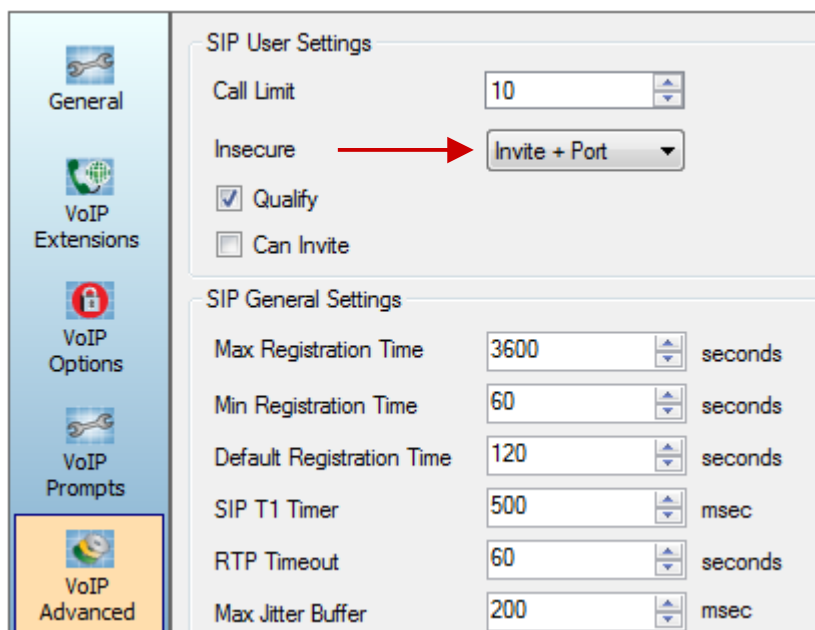 General
VoIP
Extensions
VoIP
Options
VoIP
Prompts
VoIP
Advanced
SIP User Settings
Call Limit 10
Insecure Invite + Port
Qualify
Can Invite
SIP General Settings
Max Registration Time 3600 seconds
Min Registration Time 60 seconds
Default Registration Time 120 seconds
SIP T1 Timer 500 msec
RTP Timeout 60 seconds
Max Jitter Buffer 200 msec